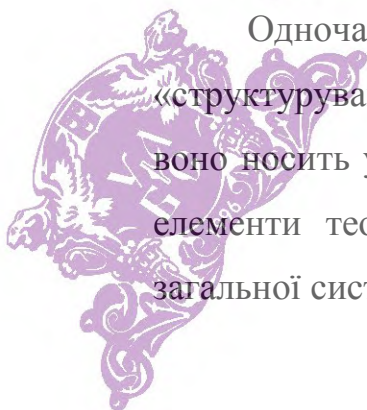 Одноча
«структурува
воно носить у
елементи тео
загальної сист